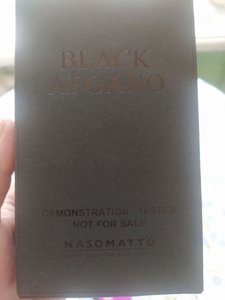 BLACK
AFGANO
DEMONSTRATION - TESTER
NOT FOR SALE
NASOMATTO